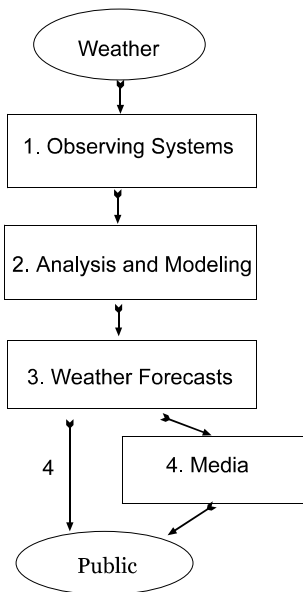 Weather
1. Observing Systems
2. Analysis and Modeling
3. Weather Forecasts
4
4. Media
Public